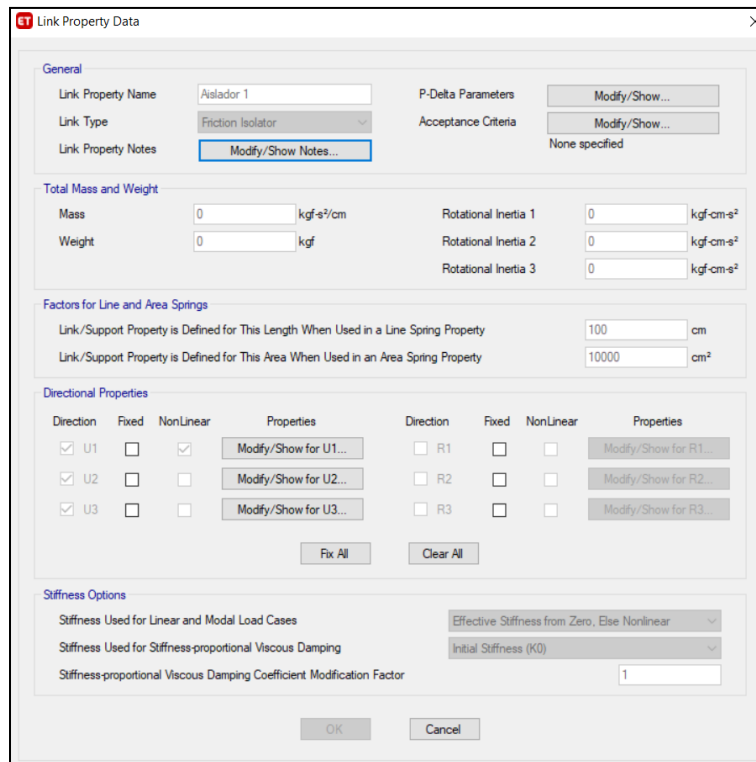 ET Link Property Data
General
Link Property Name Aislador 1 P-Delta Parameters Modify/Show...
Link Type Friction Isolator Acceptance Criteria Modify/Show...
Link Property Notes Modify/Show Notes... None specified
Total Mass and Weight
Mass 0 kgf-s²/cm Rotational Inertia 1 0 kgf-cm-s²
Weight 0 kgf Rotational Inertia 2 0 kgf-cm-s²
Rotational Inertia 3 0 kgf-cm-s²
Factors for Line and Area Springs
Link/Support Property is Defined for This Length When Used in a Line Spring Property 100 cm
Link/Support Property is Defined for This Area When Used in an Area Spring Property 10000 cm²
Directional Properties
Direction Fixed NonLinear Properties Direction Fixed NonLinear Properties
U1 Modify/Show for U1... R1 Modify/Show for R1...
U2 Modify/Show for U2... R2 Modify/Show for R2...
U3 Modify/Show for U3... R3 Modify/Show for R3...
Fix All Clear All
Stiffness Options
Stiffness Used for Linear and Modal Load Cases Effective Stiffness from Zero, Else Nonlinear
Stiffness Used for Stiffness-proportional Viscous Damping Initial Stiffness (K0)
Stiffness-proportional Viscous Damping Coefficient Modification Factor 1
OK Cancel